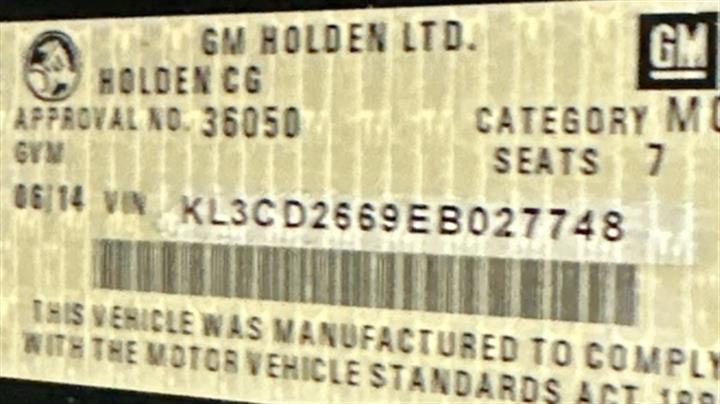 GM HOLDEN LTD.
GM
HOLDEN CG
APPROVAL NO. 36050 CATEGORY
GVM SEATS 7
06/14 VIN KL3CD2669EB027748
THIS VEHICLE WAS MANUFACTURED TO COMPLY
WITH THE MOTOR VEHICLE STANDARDS ACT